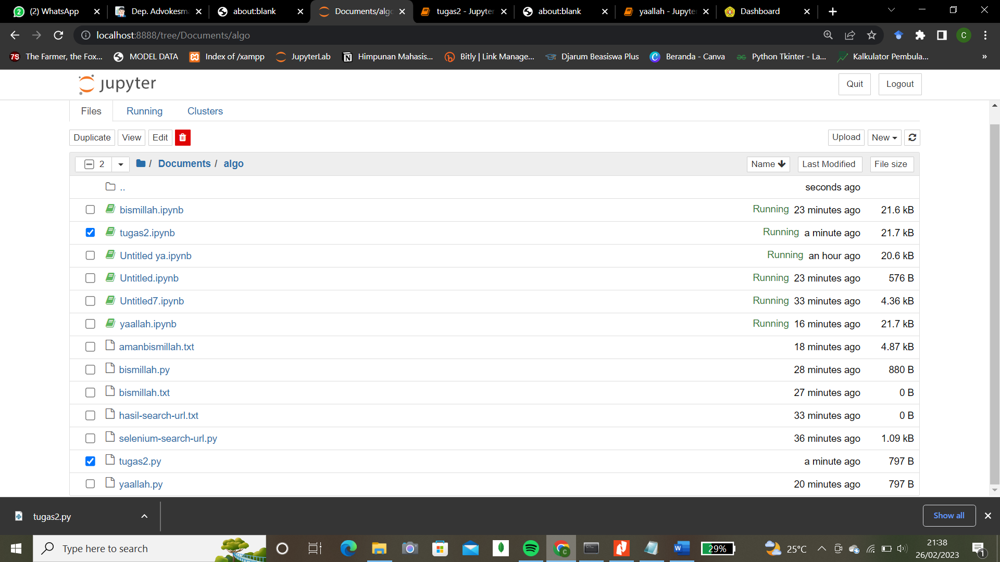 (2) WhatsApp
Dep. Advokesma
about:blank
Documents/algo
tugas2 - Jupyter
about:blank
yaallah - Jupyter
Dashboard
localhost:8888/tree/Documents/algo
C
The Farmer, the Fox...
MODEL DATA
Index of /xampp
JupyterLab
Himpunan Mahasis...
Bitly | Link Manage...
Djarum Beasiswa Plus
Beranda - Canva
Python Tkinter - La...
Kalkulator Pembula...
»
jupyter
Quit
Logout
Files
Running
Clusters
Duplicate
View
Edit
Upload
New
2
/ Documents / algo
Name
Last Modified
File size
.. seconds ago
bismillah.ipynb Running 23 minutes ago 21.6 kB
tugas2.ipynb Running a minute ago 21.7 kB
Untitled ya.ipynb Running an hour ago 20.6 kB
Untitled.ipynb Running 23 minutes ago 576 B
Untitled7.ipynb Running 33 minutes ago 4.36 kB
yaallah.ipynb Running 16 minutes ago 21.7 kB
amanbismillah.txt 18 minutes ago 4.87 kB
bismillah.py 28 minutes ago 880 B
bismillah.txt 27 minutes ago 0 B
hasil-search-url.txt 33 minutes ago 0 B
selenium-search-url.py 36 minutes ago 1.09 kB
tugas2.py a minute ago 797 B
yaallah.py 20 minutes ago 797 B
tugas2.py
Show all
Type here to search
29%
25°C
21:38
26/02/2023
1